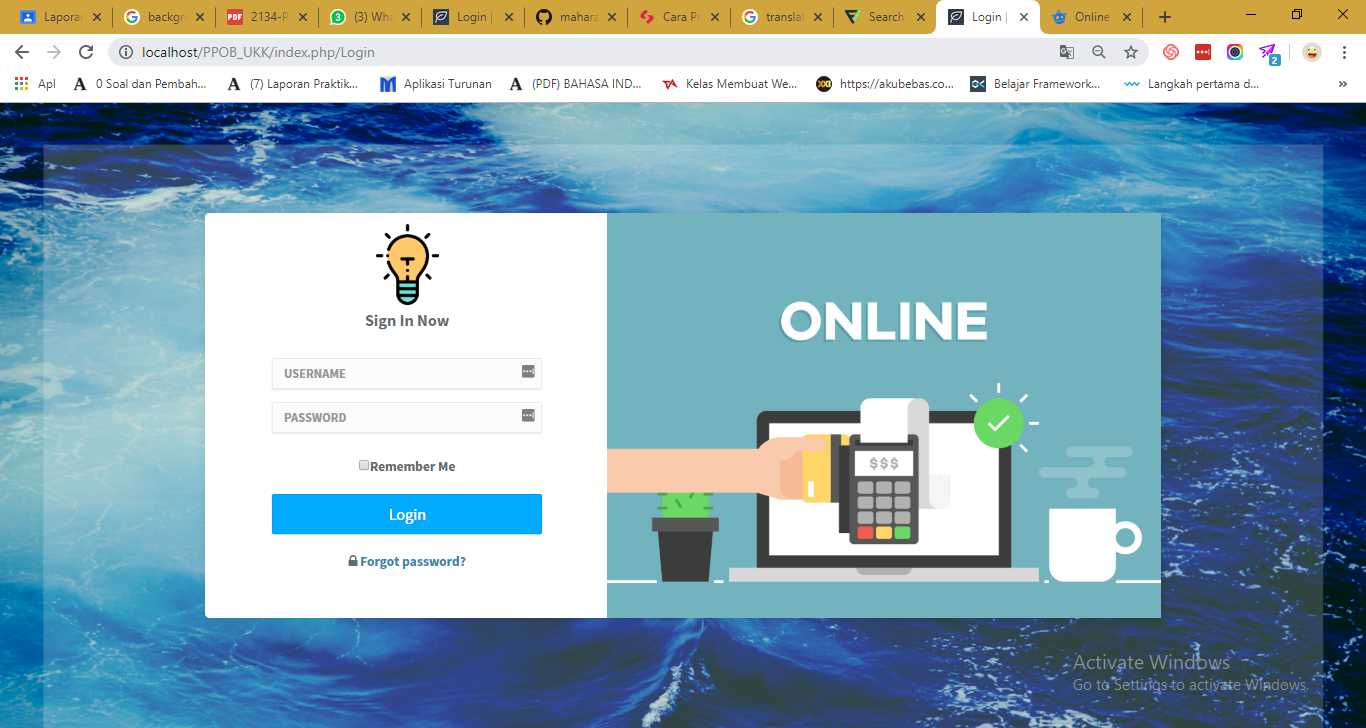 Lapora
backgr
2134-P
(3) Wha
Login |
mahara
Cara Pr
translat
Search
Login |
Online
localhost/PPOB_UKK/index.php/Login
2
Apl
0 Soal dan Pembah...
(7) Laporan Praktik...
Aplikasi Turunan
(PDF) BAHASA IND...
Kelas Membuat We...
https://akubebas.co...
Belajar Framework...
Langkah pertama d...
»
Sign In Now
USERNAME
PASSWORD
Remember Me
Login
Forgot password?
ONLINE
$$$
Activate Windows
Go to Settings to activate Windows.